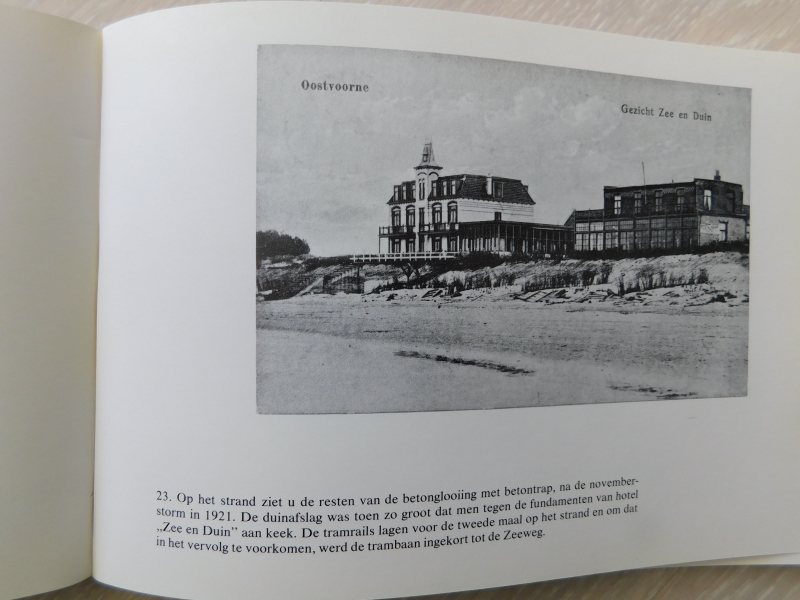 Oostvoorne
Gezicht Zee en Duin
23. Op het strand ziet u de resten van de betonglooiing met betontrap, na de november-
storm in 1921. De duinafslag was toen zo groot dat men tegen de fundamenten van hotel
„Zee en Duin" aan keek. De tramrails lagen voor de tweede maal op het strand en om dat
in het vervolg te voorkomen, werd de trambaan ingekort tot de Zeeweg.